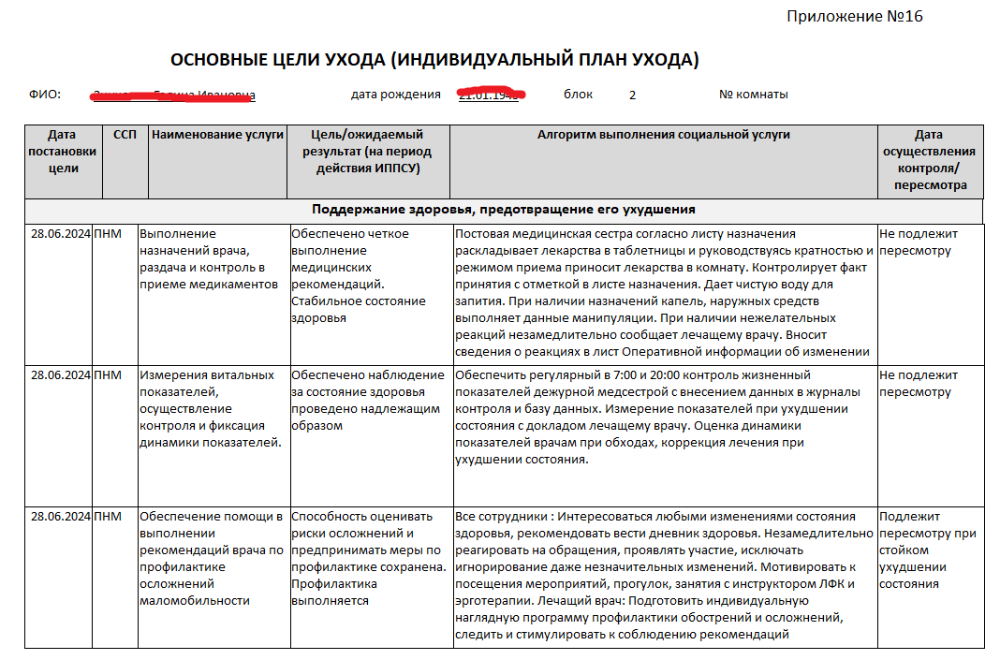 Приложение №16
ОСНОВНЫЕ ЦЕЛИ УХОДА (ИНДИВИДУАЛЬНЫЙ ПЛАН УХОДА)
ФИО: Ивановна дата рождения блок 2 № комнаты
Дата постановки цели
ССП
Наименование услуги
Цель/ожидаемый результат (на период действия ИППСУ)
Алгоритм выполнения социальной услуги
Дата осуществления контроля/ пересмотра
Поддержание здоровья, предотвращение его ухудшения
28.06.2024
ПНМ
Выполнение
назначений врача,
раздача и контроль в
приеме медикаментов
Обеспечено четкое
выполнение
медицинских
рекомендаций.
Стабильное состояние
здоровья
Постовая медицинская сестра согласно листу назначения
раскладывает лекарства в таблетницы и руководствуясь кратностью и
режимом приема приносит лекарства в комнату. Контролирует факт
принятия с отметкой в листе назначения. Дает чистую воду для
запития. При наличии назначений капель, наружных средств
выполняет данные манипуляции. При наличии нежелательных
реакций незамедлительно сообщает лечащему врачу. Вносит
сведения о реакциях в лист Оперативной информации об изменении
Не подлежит
пересмотру
28.06.2024
ПНМ
Измерения витальных
показателей,
осуществление
контроля и фиксация
динамики показателей.
Обеспечено наблюдение
за состояние здоровья
проведено надлежащим
образом
Обеспечить регулярный в 7:00 и 20:00 контроль жизненный
показателей дежурной медсестрой с внесением данных в журналы
контроля и базу данных. Измерение показателей при ухудшении
состояния с докладом лечащему врачу. Оценка динамики
показателей врачам при обходах, коррекция лечения при
ухудшении состояния.
Не подлежит
пересмотру
28.06.2024
ПНМ
Обеспечение помощи в
выполнении
рекомендаций врача по
профилактике
осложнений
маломобильности
Способность оценивать
риски осложнений и
предпринимать меры по
профилактике сохранена.
Профилактика
выполняется
Все сотрудники : Интересоваться любыми изменениями состояния
здоровья, рекомендовать вести дневник здоровья. Незамедлительно
реагировать на обращения, проявлять участие, исключать
игнорирование даже незначительных изменений. Мотивировать к
посещения мероприятий, прогулок, занятия с инструктором ЛФК и
эрготерапии. Лечащий врач: Подготовить индивидуальную
наглядную программу профилактики обострений и осложнений,
следить и стимулировать к соблюдению рекомендаций
Подлежит
пересмотру при
стойком
ухудшении
состояния